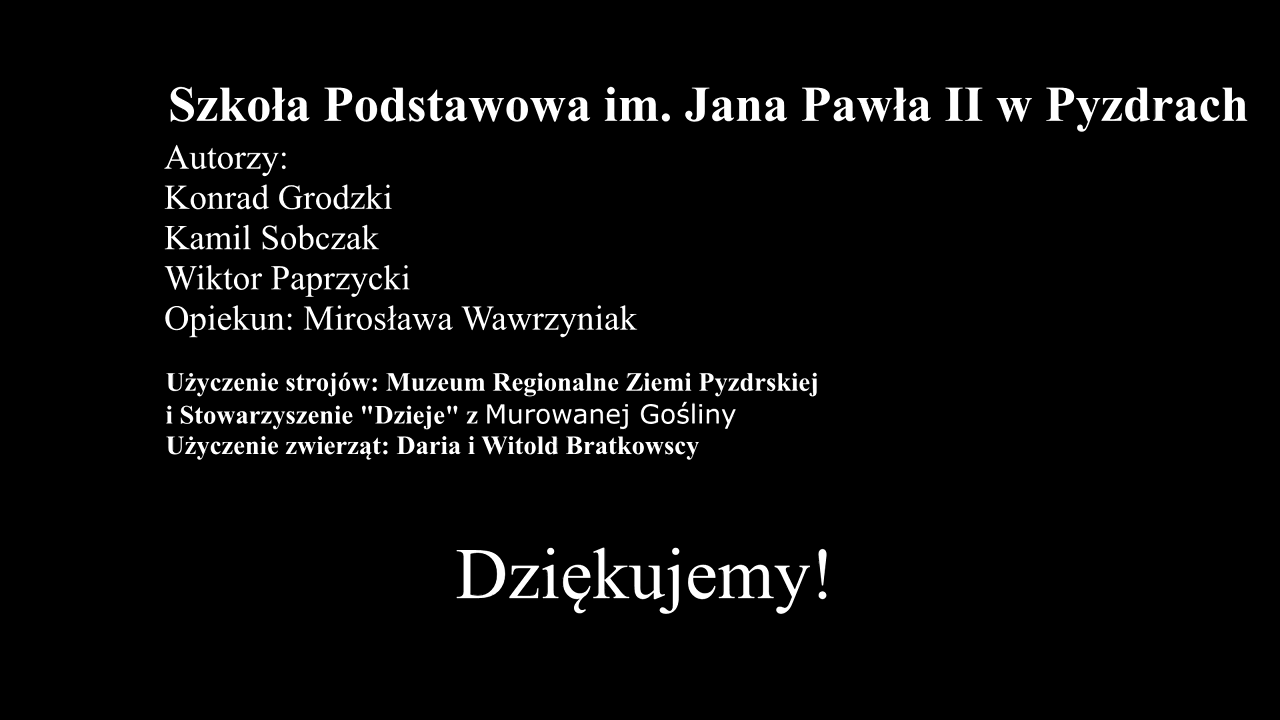 Szkoła Podstawowa im. Jana Pawła II w Pyzdrach
Autorzy:
Konrad Grodzki
Kamil Sobczak
Wiktor Paprzycki
Opiekun: Mirosława Wawrzyniak
Użyczenie strojów: Muzeum Regionalne Ziemi Pyzdrskiej
i Stowarzyszenie "Dzieje" z Murowanej Gośliny
Użyczenie zwierząt: Daria i Witold Bratkowscy
Dziękujemy!